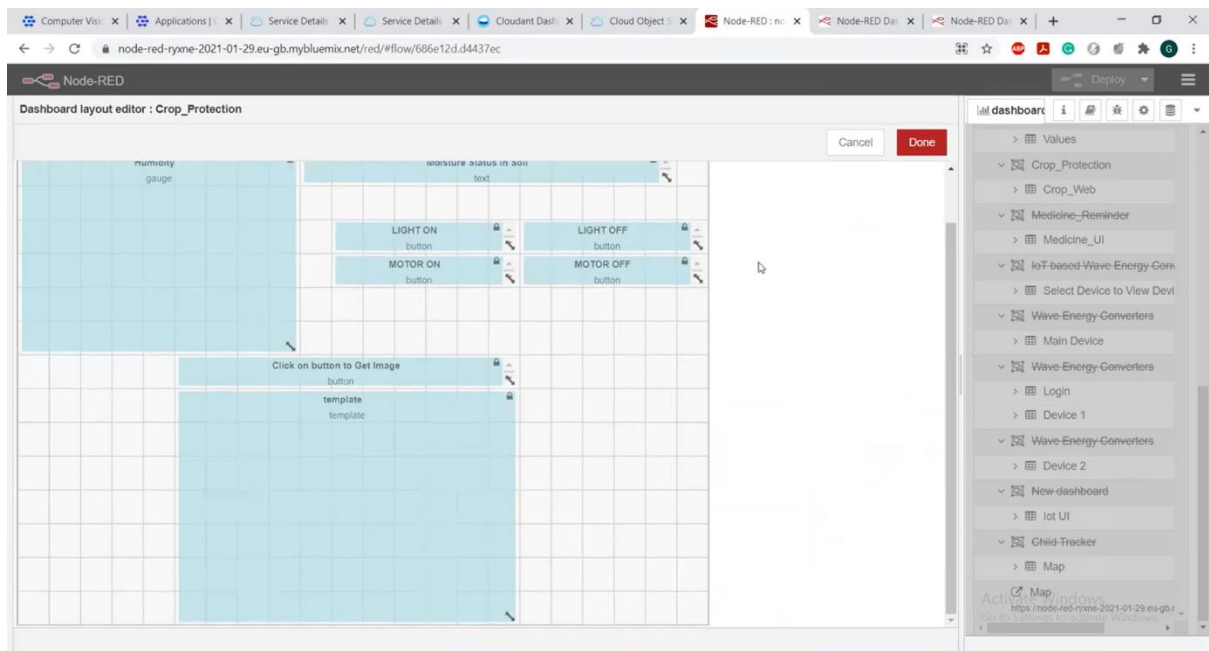 Computer Visic
Applications | C
Service Details
Service Details
Cloudant Dash
Cloud Object S
Node-RED : no
Node-RED Das
Node-RED Das
node-red-ryxne-2021-01-29.eu-gb.mybluemix.net/red/#flow/686e12d.d4437ec
ABP
G
Node-RED
Deploy
Dashboard layout editor : Crop_Protection
dashboard
Cancel
Done
Humidity
gauge
Moisture Status in Soil
text
LIGHT ON
button
LIGHT OFF
button
MOTOR ON
button
MOTOR OFF
button
Click on button to Get Image
button
template
template
Values
Crop_Protection
Crop_Web
Medicine_Reminder
Medicine_UI
IoT based Wave Energy Conv
Select Device to View Devi
Wave Energy Converters
Main Device
Wave Energy Converters
Login
Device 1
Wave Energy Converters
Device 2
New dashboard
Iot UI
Child Tracker
Map
Map
https://node-red-ryxne-2021-01-29.eu-gb.r
Activate Windows
Go to Settings to activate Windows.